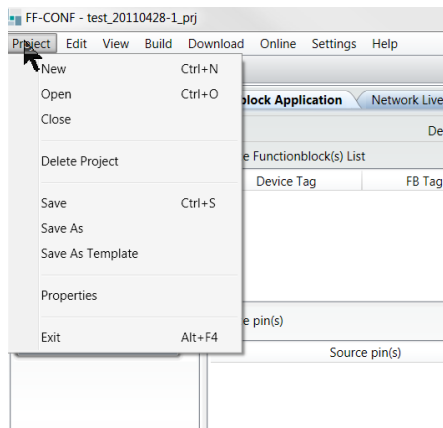 FF-CONF - test_20110428-1_prj
Project Edit View Build Download Online Settings Help
New Ctrl+N
Open Ctrl+O
Close
Delete Project
Save Ctrl+S
Save As
Save As Template
Properties
Exit Alt+F4
block Application Network Live
De
e Functionblock(s) List
Device Tag FB Tag
e pin(s)
Source pin(s)